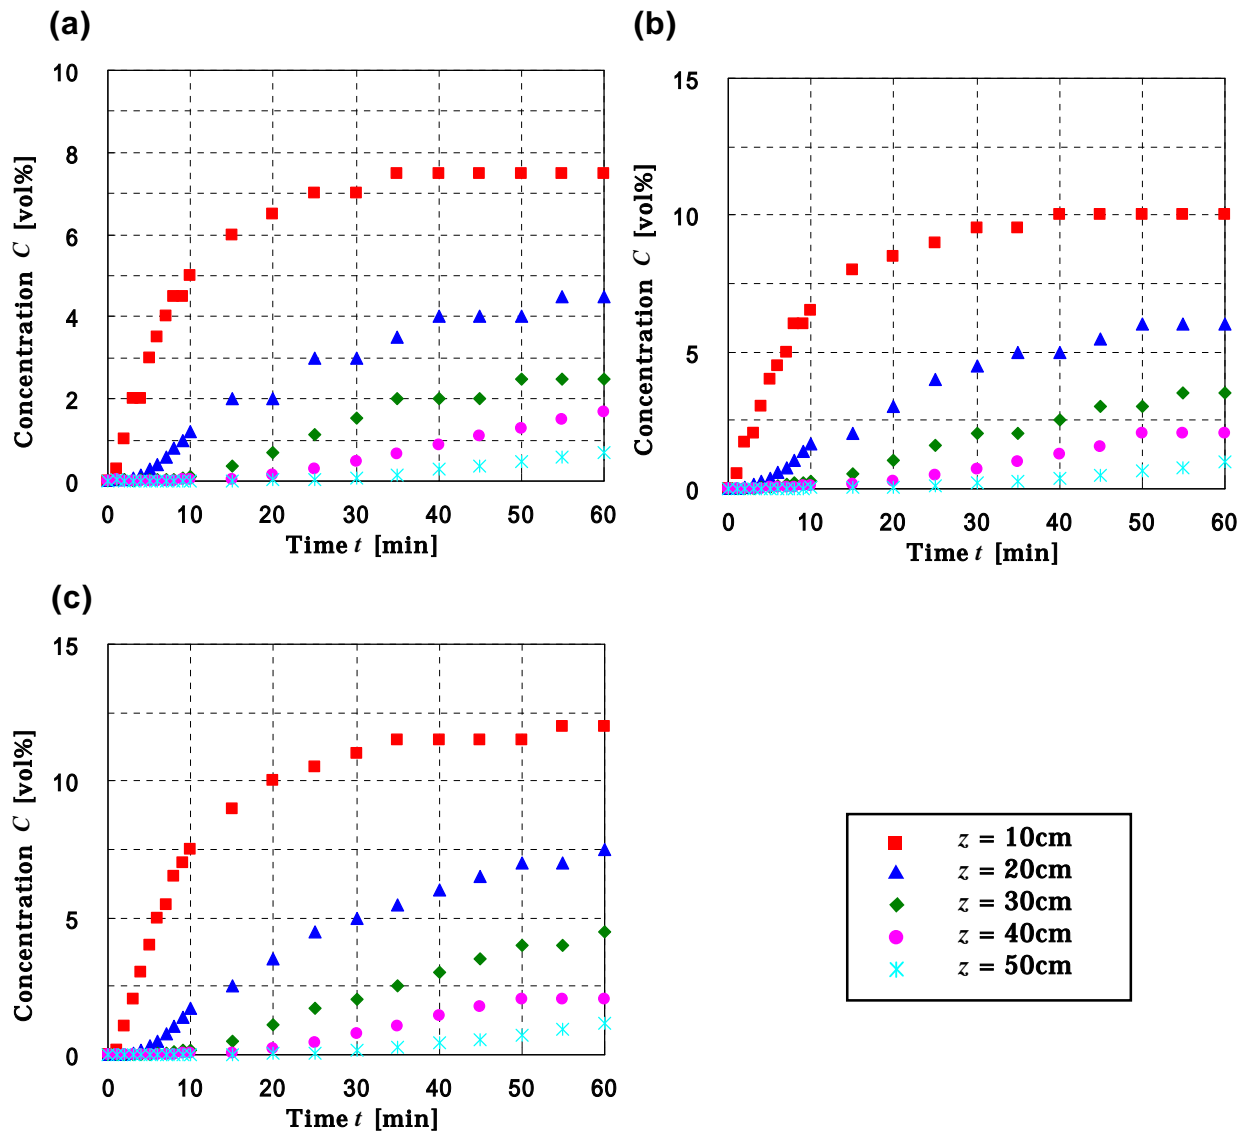 (a)
10
8
6
4
2
0
Concentration C [vol%]
0 10 20 30 40 50 60
Time t [min]
(b)
15
10
5
0
Concentration C [vol%]
0 10 20 30 40 50 60
Time t [min]
(c)
15
10
5
0
Concentration C [vol%]
0 10 20 30 40 50 60
Time t [min]
z = 10cm
z = 20cm
z = 30cm
z = 40cm
z = 50cm